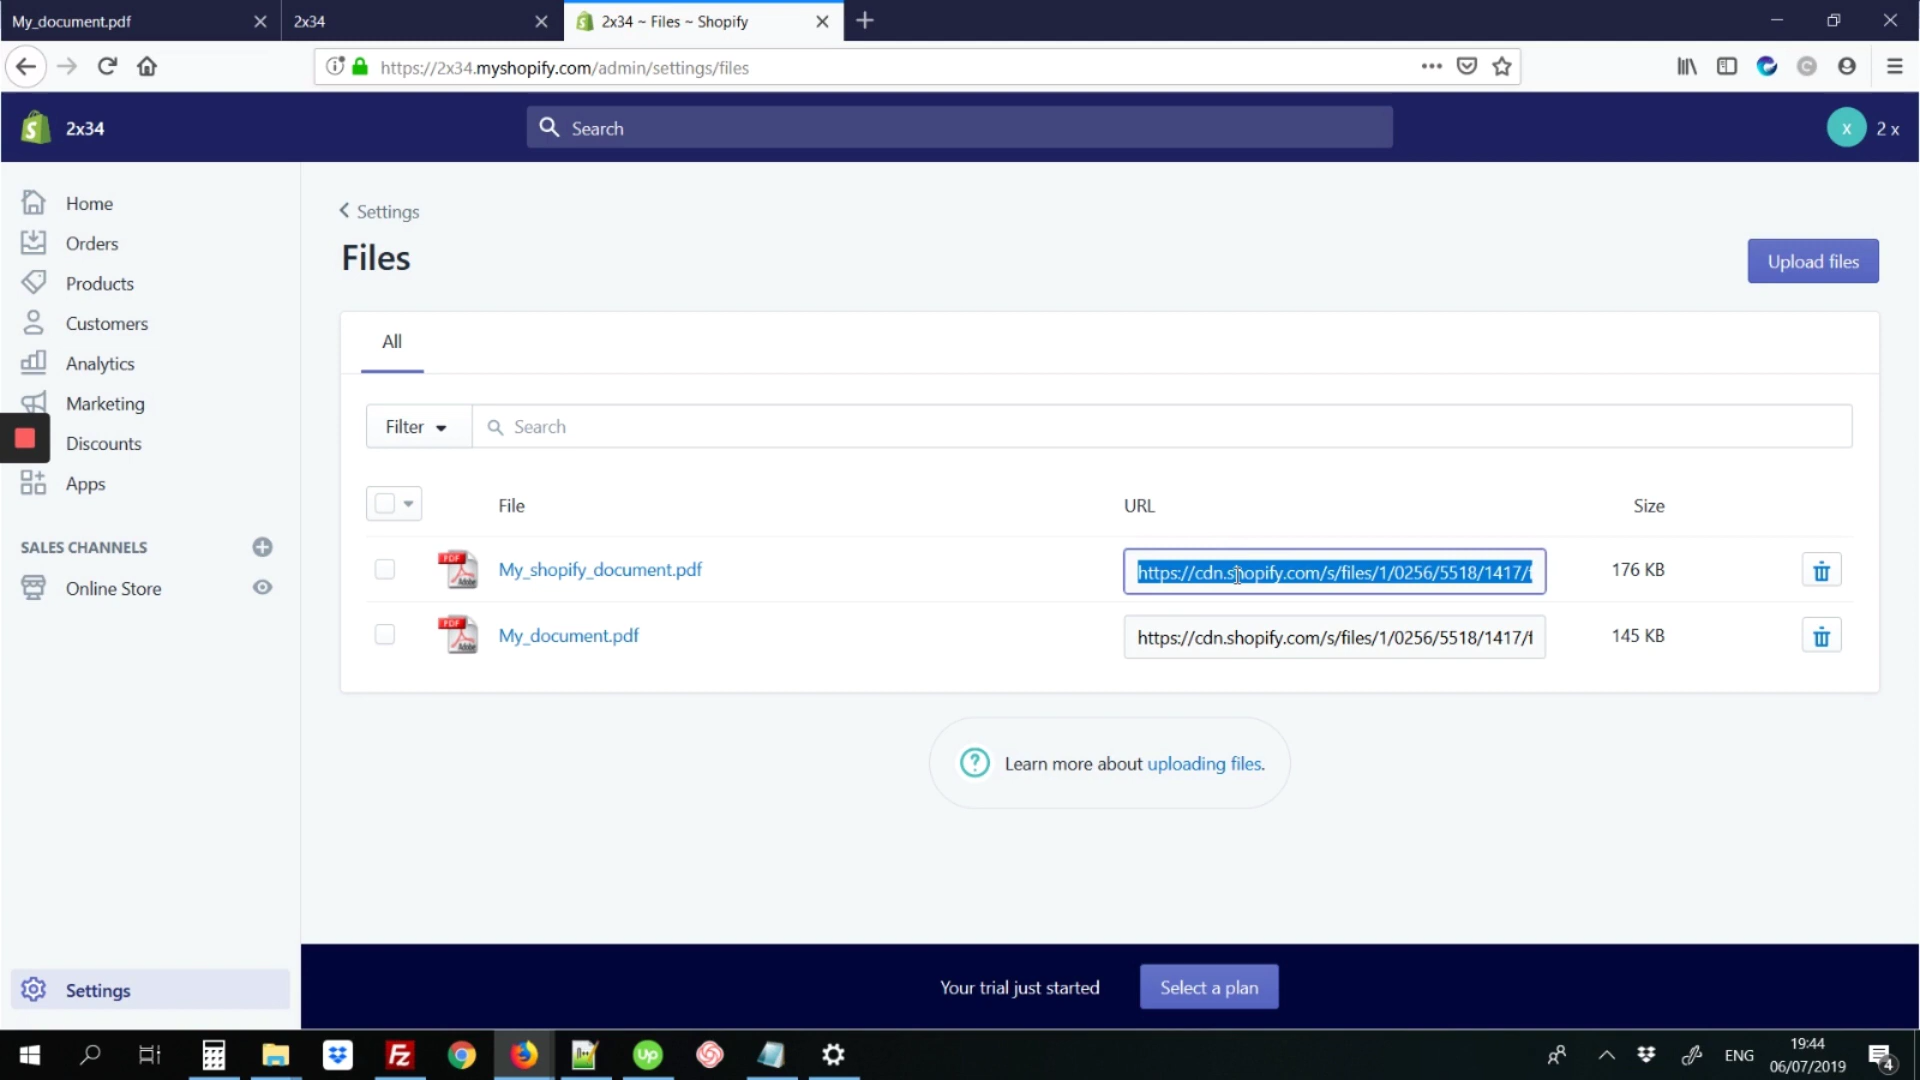 My_document.pdf
2x34
2x34 ~ Files ~ Shopify
https://2x34.myshopify.com/admin/settings/files
2x34
Search
x
2 x
Home
Orders
Products
Customers
Analytics
Marketing
Discounts
Apps
SALES CHANNELS
Online Store
Settings
Settings
Files
Upload files
All
Filter
Search
File
URL
Size
My_shopify_document.pdf
https://cdn.shopify.com/s/files/1/0256/5518/1417/f
176 KB
My_document.pdf
https://cdn.shopify.com/s/files/1/0256/5518/1417/f
145 KB
Learn more about uploading files.
Your trial just started
Select a plan
ENG
19:44
06/07/2019
4